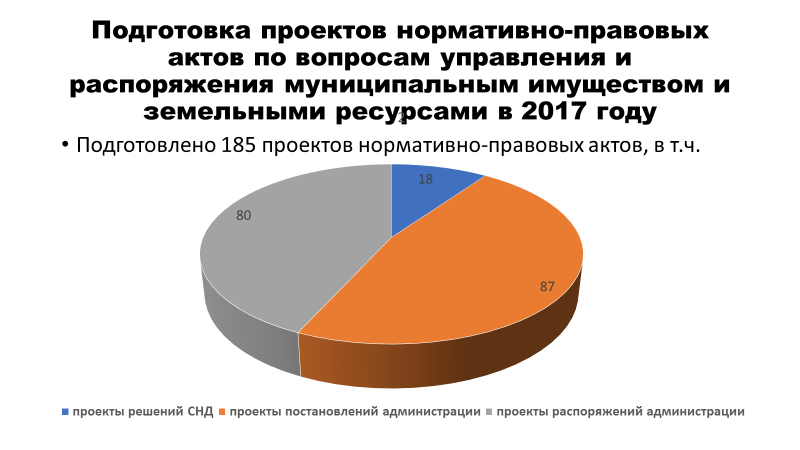 Подготовка проектов нормативно-правовых
актов по вопросам управления и
распоряжения муниципальным имуществом и
земельными ресурсами в 2017 году
• Подготовлено 185 проектов нормативно-правовых актов, в т.ч.
18
80
87
проекты решений СНД проекты постановлений администрации проекты распоряжений администрации